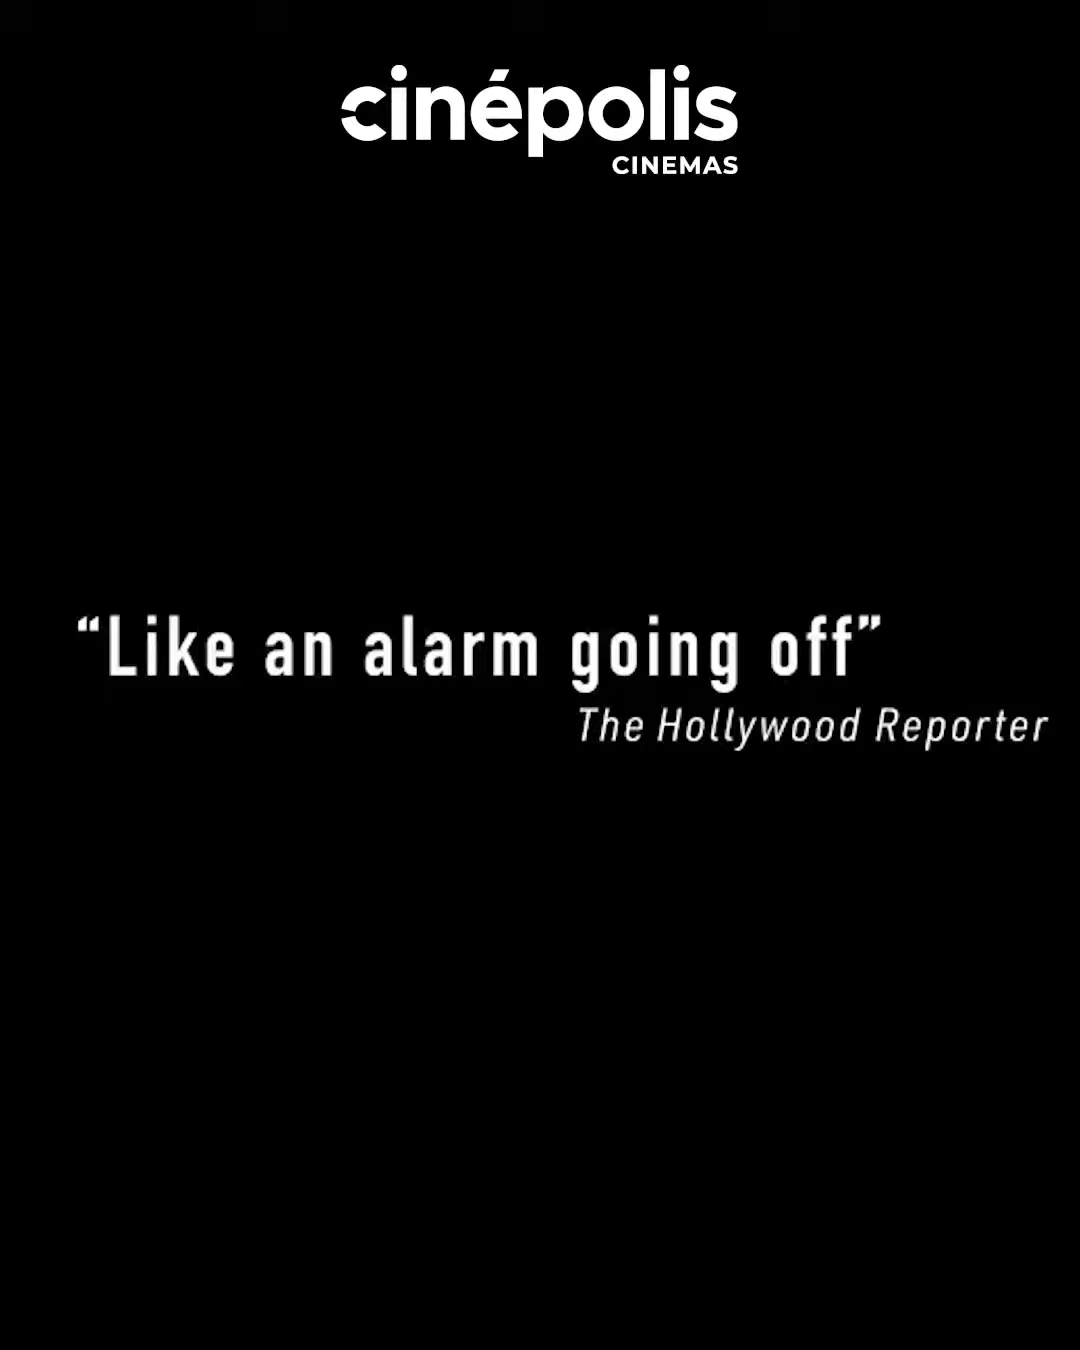 cinépolis
CINEMAS
“Like an alarm going off”
The Hollywood Reporter